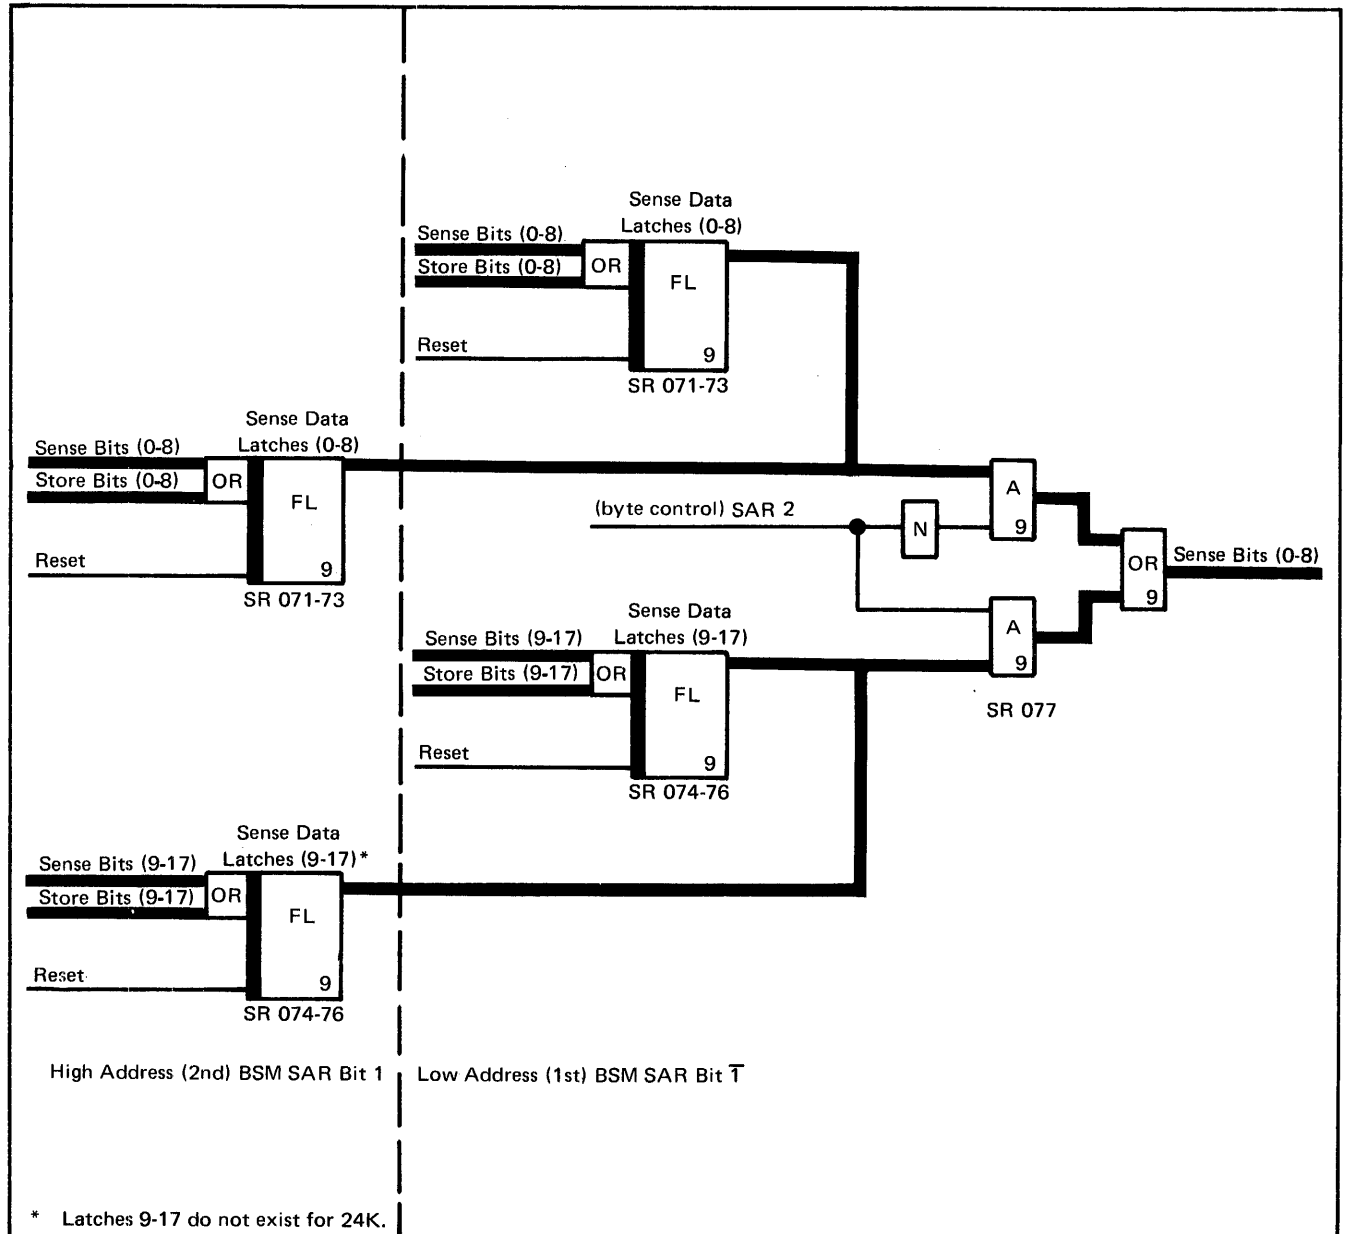 Sense Data
Latches (0-8)
Sense Bits (0-8)
Store Bits (0-8)
OR
FL
Reset
9
SR 071-73
Sense Data
Latches (0-8)
Sense Bits (0-8)
Store Bits (0-8)
OR
FL
Reset
9
SR 071-73
(byte control) SAR 2
N
A
9
OR
9
Sense Bits (0-8)
A
9
SR 077
Sense Data
Latches (9-17)
Sense Bits (9-17)
Store Bits (9-17)
OR
FL
Reset
9
SR 074-76
Sense Data
Latches (9-17)*
Sense Bits (9-17)
Store Bits (9-17)
OR
FL
Reset
9
SR 074-76
High Address (2nd) BSM SAR Bit 1
Low Address (1st) BSM SAR Bit 1̅
* Latches 9-17 do not exist for 24K.